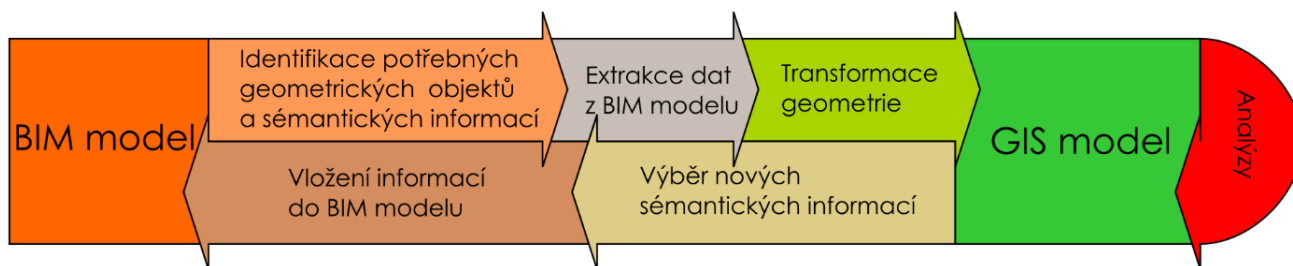 BIM model
Identifikace potřebných
geometrických objektů
a sémantických informací
Extrakce dat
z BIM modelu
Transformace
geometrie
GIS model
Analýzy
Vložení informací
do BIM modelu
Výběr nových
sémantických informací